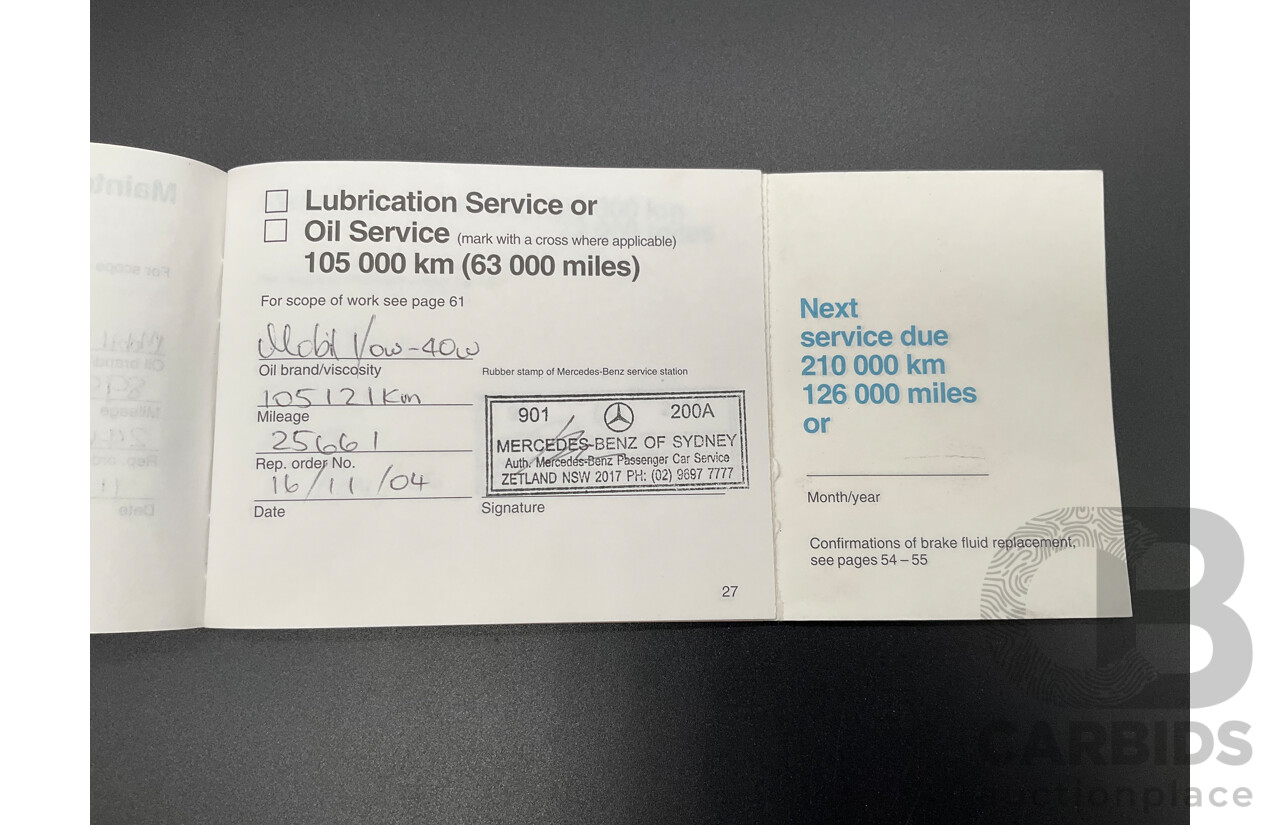 Lubrication Service or
Oil Service (mark with a cross where applicable)
105 000 km (63 000 miles)
For scope of work see page 61
Mobil 1/0w-40w
Oil brand/viscosity
Rubber stamp of Mercedes-Benz service station
105121Km
Mileage
25661
Rep. order No.
16/11/04
Date
901 200A
MERCEDES-BENZ OF SYDNEY
Auth. Mercedes-Benz Passenger Car Service
ZETLAND NSW 2017 PH: (02) 9697 7777
Signature
27
Next
service due
210 000 km
126 000 miles
or
Month/year
Confirmations of brake fluid replacement,
see pages 54 – 55
CARBIDS
auctionplace